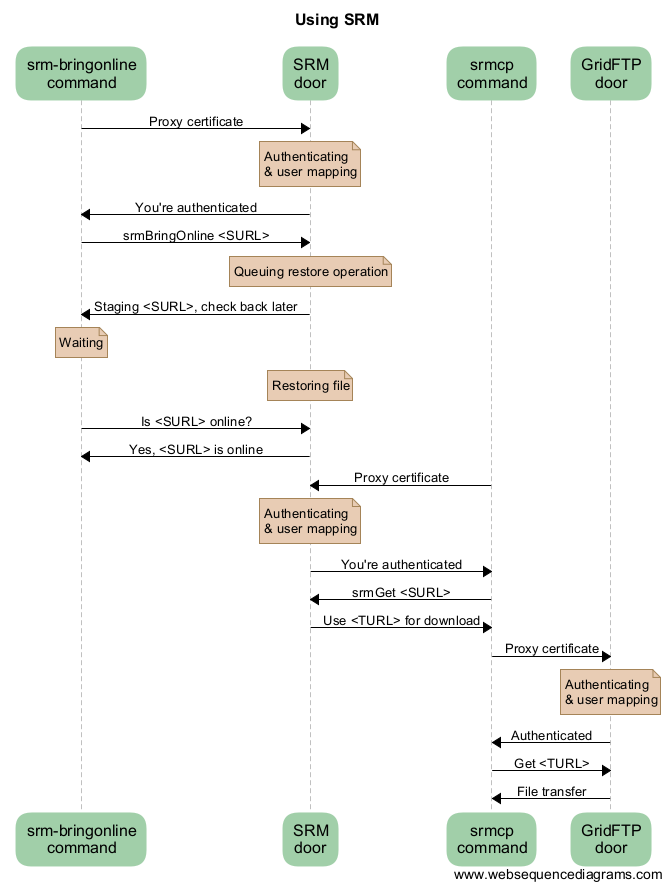 Using SRM
srm-bringonline
command
SRM
door
srmcp
command
GridFTP
door
Proxy certificate
Authenticating
& user mapping
You're authenticated
srmBringOnline <SURL>
Queuing restore operation
Staging <SURL>, check back later
Waiting
Restoring file
Is <SURL> online?
Yes, <SURL> is online
Proxy certificate
Authenticating
& user mapping
You're authenticated
srmGet <SURL>
Use <TURL> for download
Proxy certificate
Authenticating
& user mapping
Authenticated
Get <TURL>
File transfer
srm-bringonline
command
SRM
door
srmcp
command
GridFTP
door
www.websequencediagrams.com